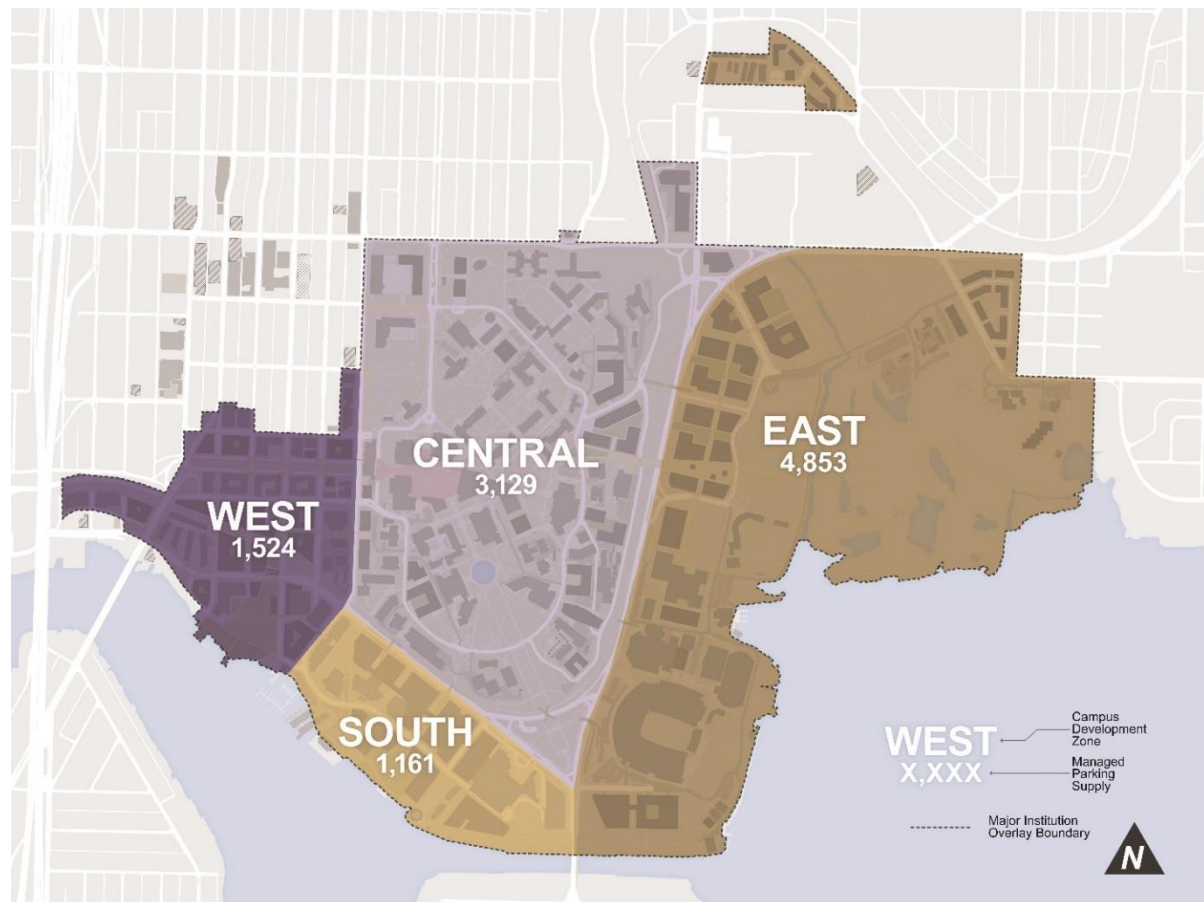 CENTRAL
3,129
EAST
4,853
WEST
1,524
SOUTH
1,161
WEST
X,XXX
Campus
Development
Zone
Managed
Parking
Supply
Major Institution
Overlay Boundary
N